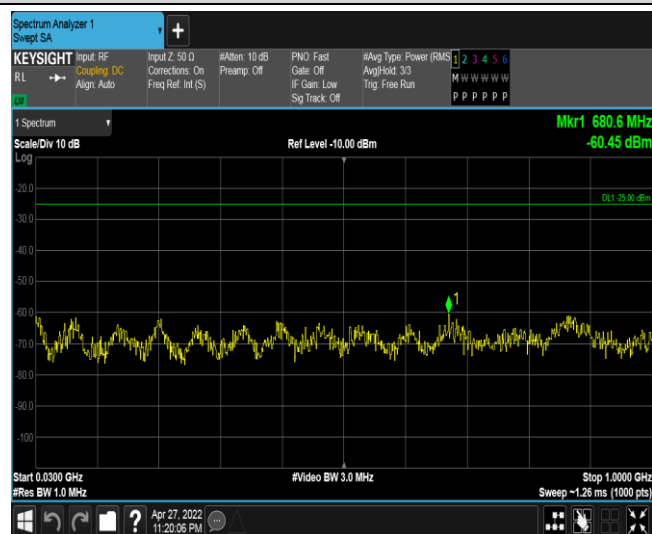 Spectrum Analyzer 1
Swept SA
+
KEYSIGHT Input: RF Input Z: 50 Ω #Atten: 10 dB PNO: Fast #Avg Type: Power (RMS 1 2 3 4 5 6
RL Coupling: DC Corrections: On Preamp: Off Gate: Off Avg|Hold: 3/3 M W W W W W
Align: Auto Freq Ref: Int (S) IF Gain: Low Trig: Free Run
Sig Track: Off P P P P P P
1 Spectrum Mkr1 680.6 MHz
Scale/Div 10 dB Ref Level -10.00 dBm -60.45 dBm
Log
-20.0
DL1 -25.00 dBm
-30.0
-40.0
-50.0
1
-60.0
-70.0
-80.0
-90.0
-100
Start 0.0300 GHz #Video BW 3.0 MHz Stop 1.0000 GHz
#Res BW 1.0 MHz Sweep ~1.26 ms (1000 pts)
? Apr 27, 2022
11:20:06 PM